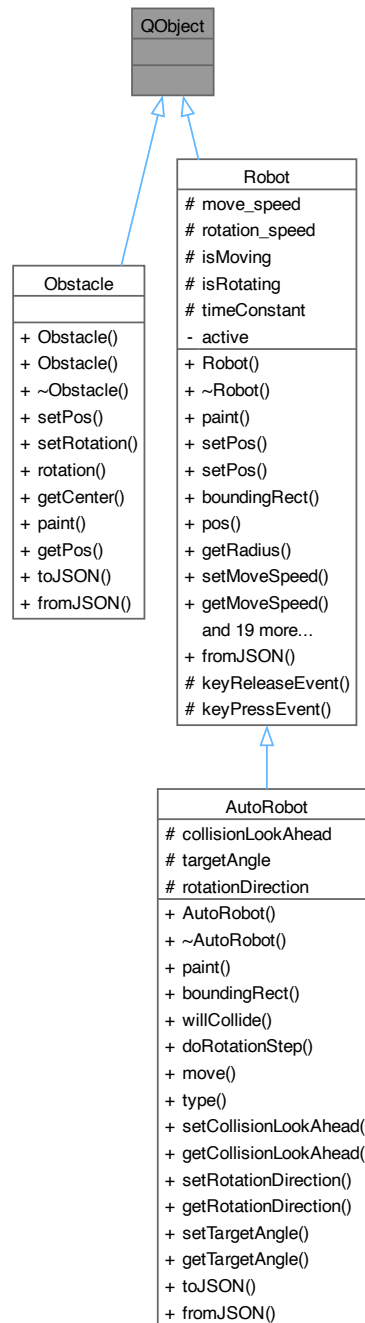 QObject
Robot
# move_speed
# rotation_speed
# isMoving
# isRotating
# timeConstant
- active
+ Robot()
+ ~Robot()
+ paint()
+ setPos()
+ setPos()
+ boundingRect()
+ pos()
+ getRadius()
+ setMoveSpeed()
+ getMoveSpeed()
and 19 more...
+ fromJSON()
# keyReleaseEvent()
# keyPressEvent()
Obstacle
+ Obstacle()
+ Obstacle()
+ ~Obstacle()
+ setPos()
+ setRotation()
+ rotation()
+ getCenter()
+ paint()
+ getPos()
+ toJSON()
+ fromJSON()
AutoRobot
# collisionLookAhead
# targetAngle
# rotationDirection
+ AutoRobot()
+ ~AutoRobot()
+ paint()
+ boundingRect()
+ willCollide()
+ doRotationStep()
+ move()
+ type()
+ setCollisionLookAhead(
+ getCollisionLookAhead(
+ setRotationDirection()
+ getRotationDirection()
+ setTargetAngle()
+ getTargetAngle()
+ toJSON()
+ fromJSON()